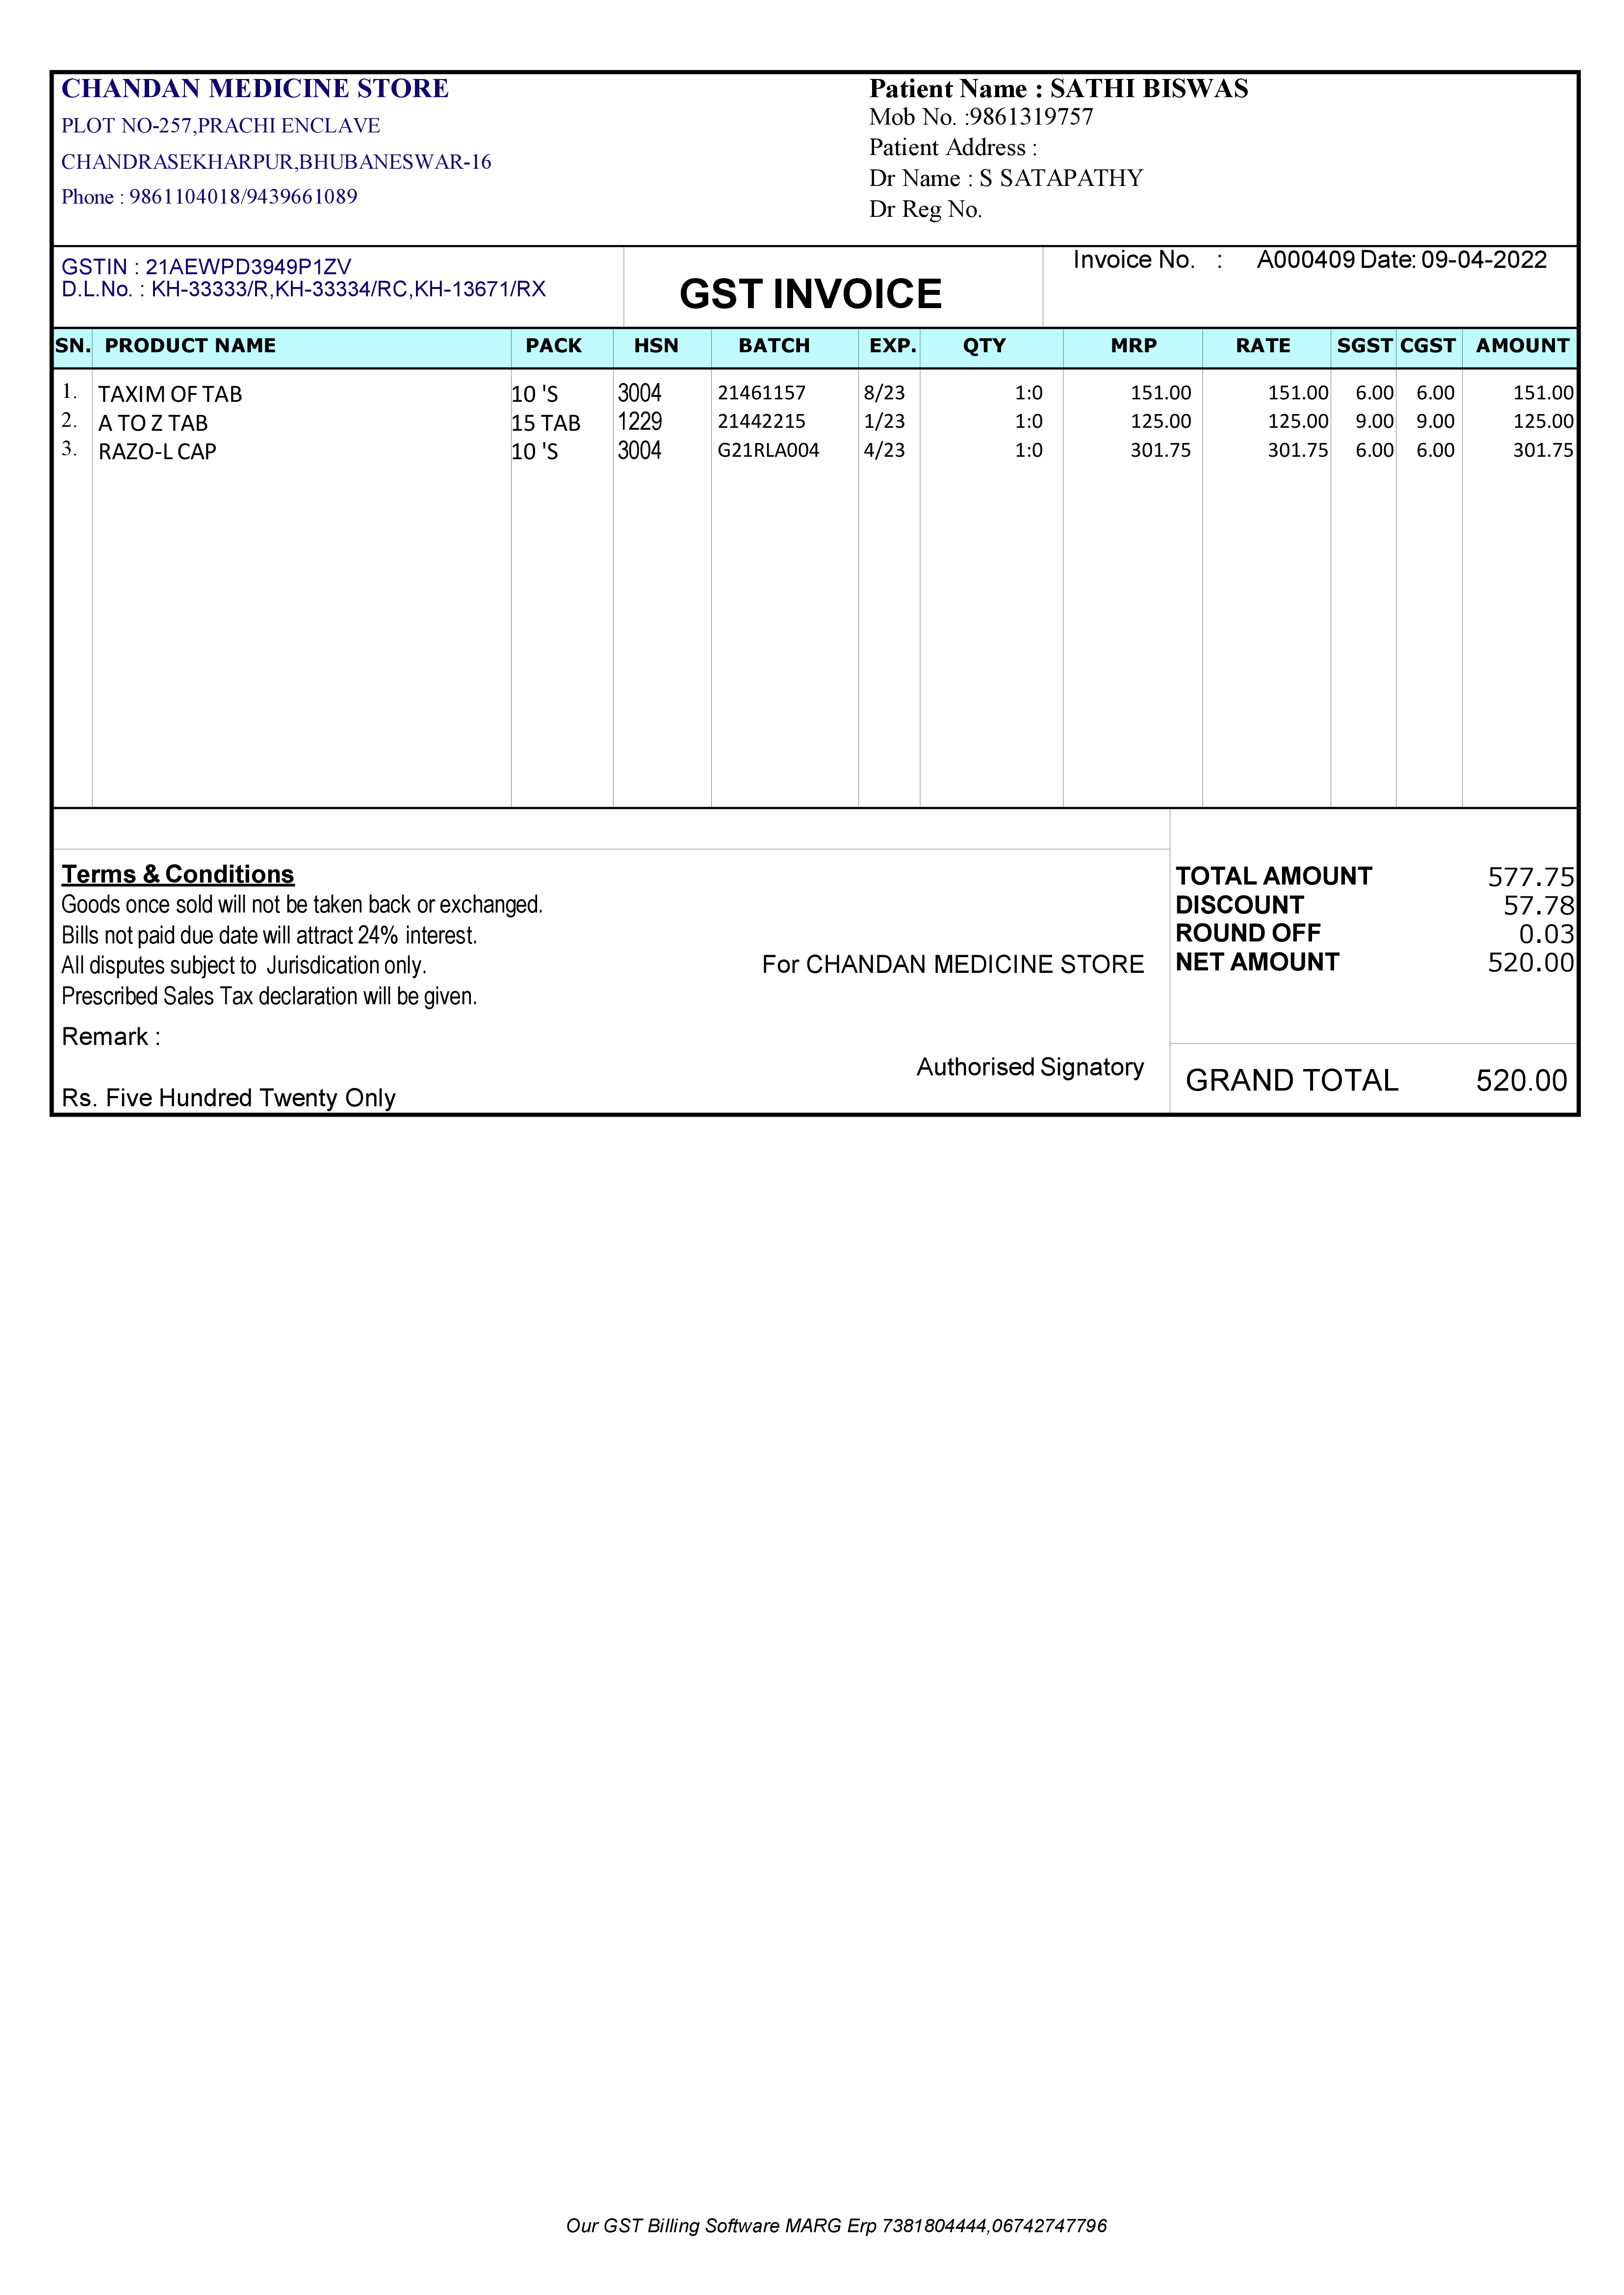 CHANDAN MEDICINE STORE
PLOT NO-257,PRACHI ENCLAVE
CHANDRASEKHARPUR,BHUBANESWAR-16
Phone : 9861104018/9439661089
Patient Name : SATHI BISWAS
Mob No. :9861319757
Patient Address :
Dr Name : S SATAPATHY
Dr Reg No.
GSTIN : 21AEWPD3949P1ZV
D.L.No. : KH-33333/R,KH-33334/RC,KH-13671/RX
GST INVOICE
Invoice No. : A000409 Date: 09-04-2022
SN. PRODUCT NAME PACK HSN BATCH EXP. QTY MRP RATE SGST CGST AMOUNT
1. TAXIM OF TAB 10 'S 3004 21461157 8/23 1:0 151.00 151.00 6.00 6.00 151.00
2. A TO Z TAB 15 TAB 1229 21442215 1/23 1:0 125.00 125.00 9.00 9.00 125.00
3. RAZO-L CAP 10 'S 3004 G21RLA004 4/23 1:0 301.75 301.75 6.00 6.00 301.75
Terms & Conditions
Goods once sold will not be taken back or exchanged.
Bills not paid due date will attract 24% interest.
All disputes subject to Jurisdication only.
Prescribed Sales Tax declaration will be given.
Remark :
Rs. Five Hundred Twenty Only
For CHANDAN MEDICINE STORE
Authorised Signatory
TOTAL AMOUNT 577.75
DISCOUNT 57.78
ROUND OFF 0.03
NET AMOUNT 520.00
GRAND TOTAL 520.00
Our GST Billing Software MARG Erp 7381804444,06742747796